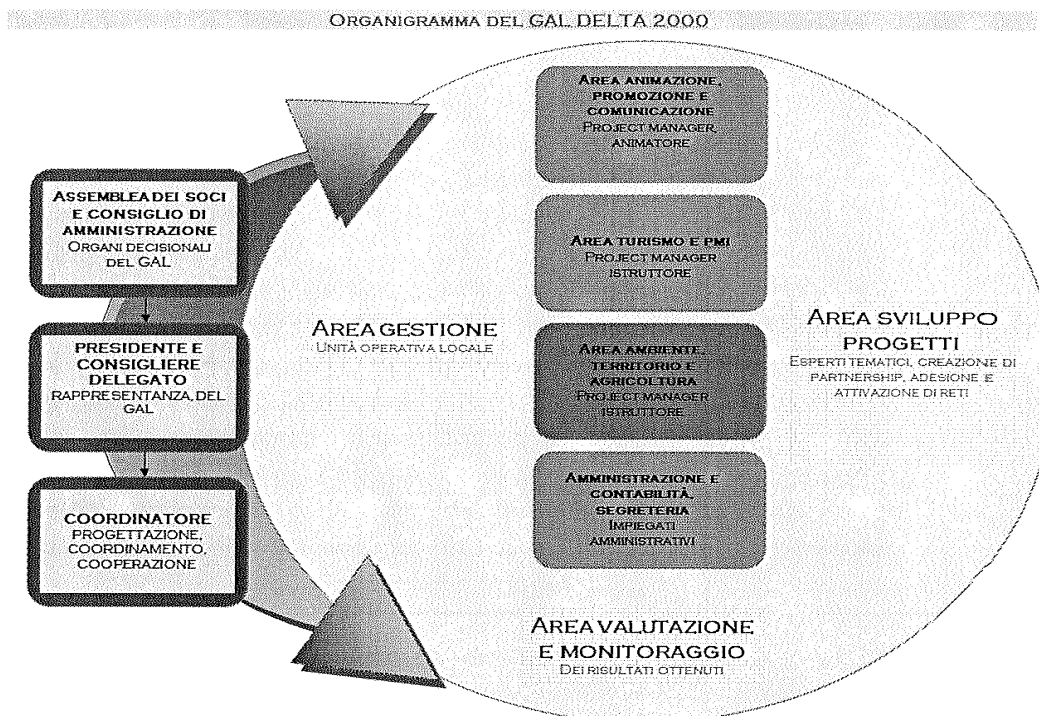 ORGANIGRAMMA DEL GAL DELTA 2000
ASSEMBLEA DEI SOCI
E CONSIGLIO DI
AMMINISTRAZIONE
ORGANI DECISIONALI
DEL GAL
PRESIDENTE E
CONSIGLIERE
DELEGATO
RAPPRESENTANZA, DEL
GAL
COORDINATORE
PROGETTAZIONE,
COORDINAMENTO,
COOPERAZIONE
AREA GESTIONE
UNITÀ OPERATIVA LOCALE
AREA ANIMAZIONE,
PROMOZIONE E
COMUNICAZIONE
PROJECT MANAGER,
ANIMATORE
AREA TURISMO E PMI
PROJECT MANAGER
ISTRUTTORE
AREA AMBIENTE,
TERRITORIO E
AGRICOLTURA
PROJECT MANAGER
ISTRUTTORE
AMMINISTRAZIONE E
CONTABILITÀ,
SEGRETERIA
IMPIEGATI
AMMINISTRATIVI
AREA SVILUPPO
PROGETTI
ESPERTI TEMATICI, CREAZIONE DI
PARTNERSHIP, ADESIONE E
ATTIVAZIONE DI RETI
AREA VALUTAZIONE
E MONITORAGGIO
DEI RISULTATI OTTENUTI